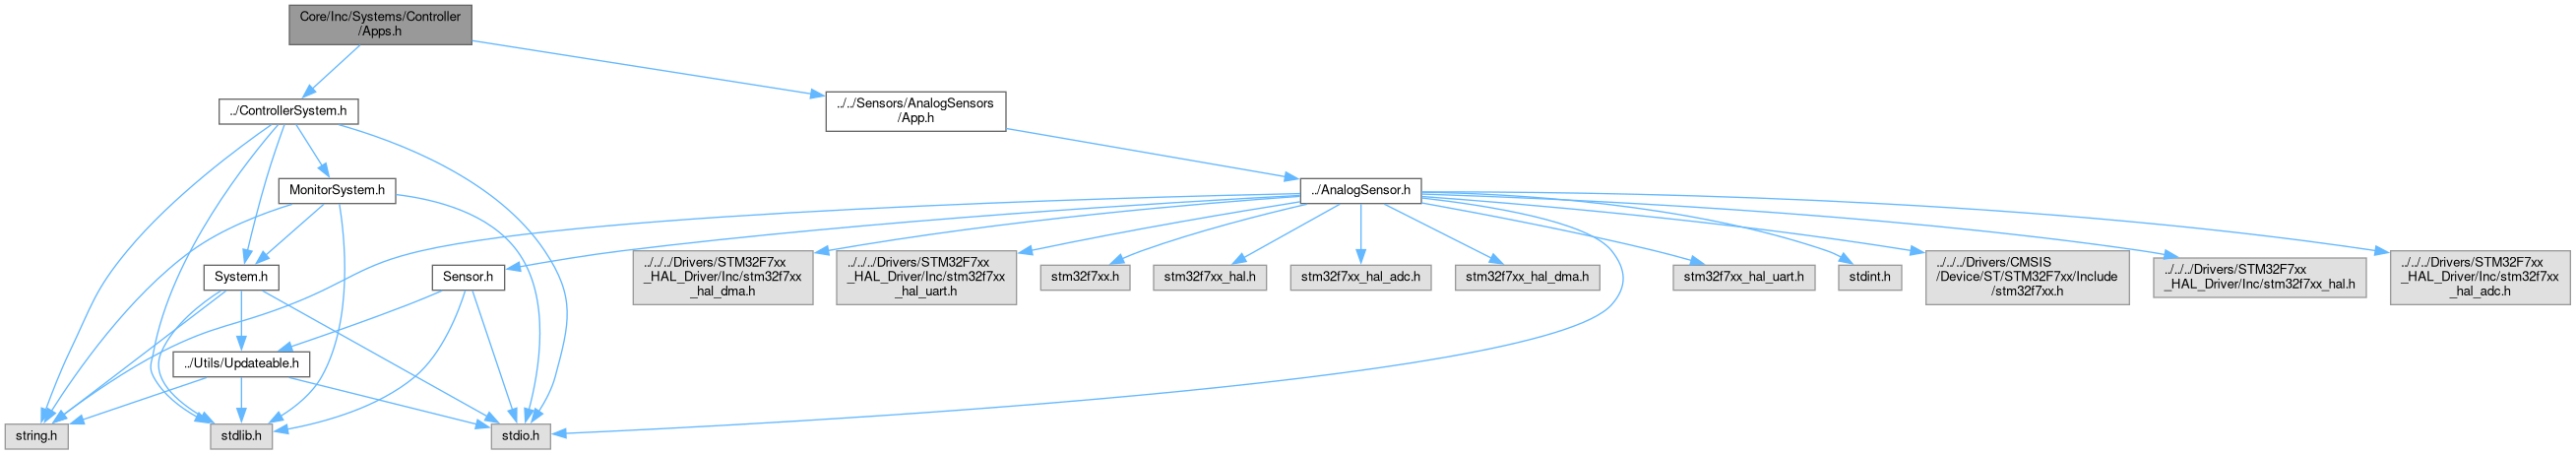 Core/Inc/Systems/Controller
/Apps.h
../ControllerSystem.h
../../Sensors/AnalogSensors
/App.h
MonitorSystem.h
../AnalogSensor.h
System.h
Sensor.h
../../../Drivers/STM32F7xx
_HAL_Driver/Inc/stm32f7xx
_hal_dma.h
../../../Drivers/STM32F7xx
_HAL_Driver/Inc/stm32f7xx
_hal_uart.h
stm32f7xx.h
stm32f7xx_hal.h
stm32f7xx_hal_adc.h
stm32f7xx_hal_dma.h
stm32f7xx_hal_uart.h
stdint.h
../../../Drivers/CMSIS
/Device/ST/STM32F7xx/Include
/stm32f7xx.h
../../../Drivers/STM32F7xx
_HAL_Driver/Inc/stm32f7xx_hal.h
../../../Drivers/STM32F7xx
_HAL_Driver/Inc/stm32f7xx
_hal_adc.h
../Utils/Updateable.h
string.h
stdlib.h
stdio.h